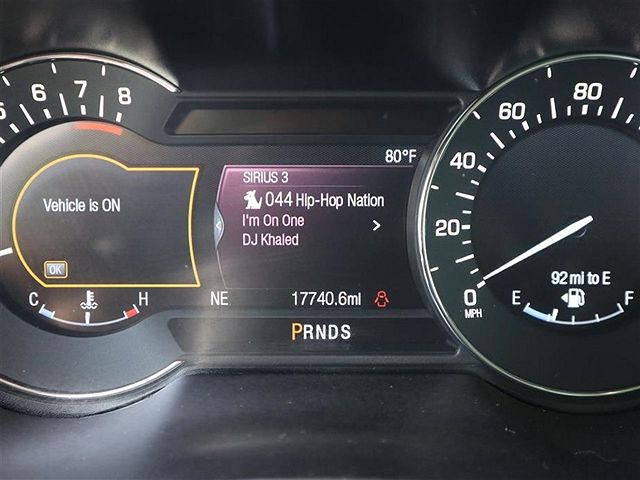 5 6 7 8
Vehicle is ON
OK
C H
80°F
SIRIUS 3
044 Hip-Hop Nation
I'm On One
DJ Khaled
NE 17740.6mi
PRNDS
0 20 40 60 80
MPH
92 mi to E
E F